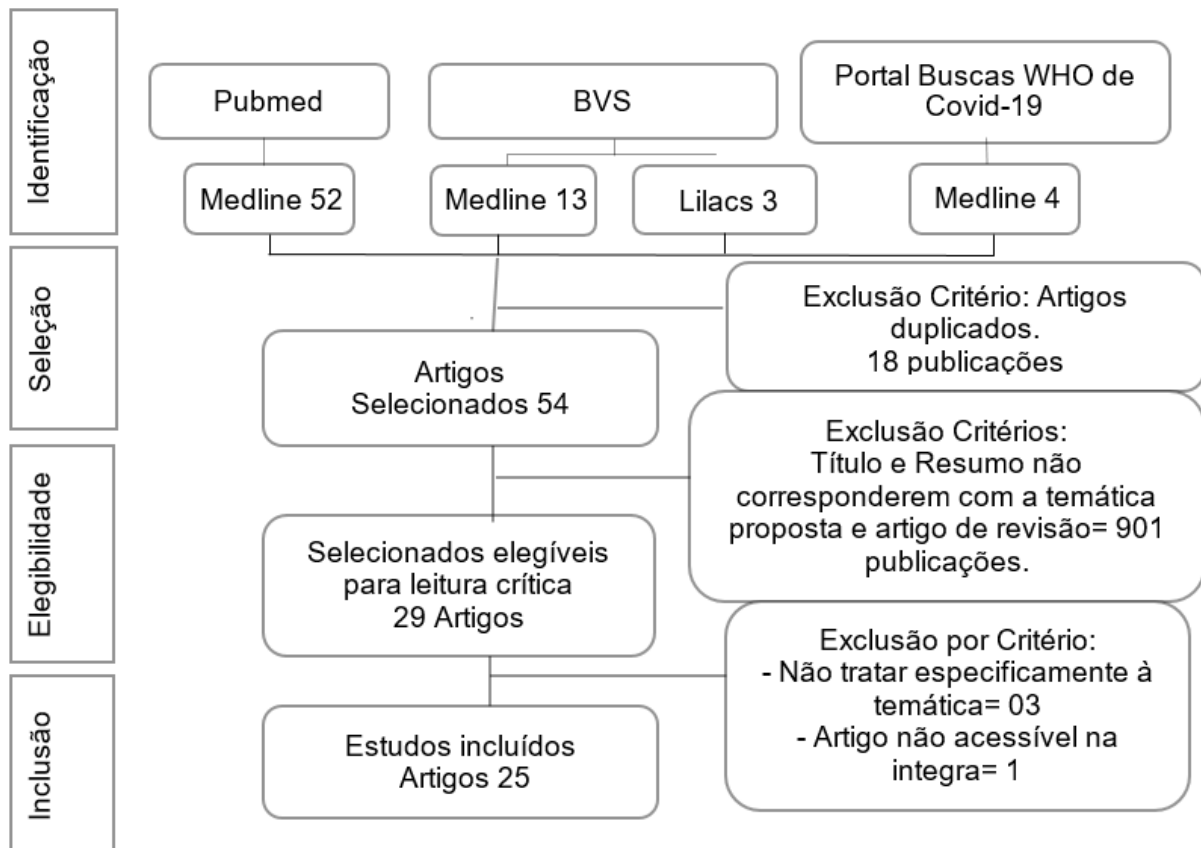 Identificação
Pubmed
BVS
Portal Buscas WHO de
Covid-19
Medline 52
Medline 13
Lilacs 3
Medline 4
Seleção
Exclusão Critério: Artigos
duplicados.
18 publicações
Artigos
Selecionados 54
Elegibilidade
Exclusão Critérios:
Título e Resumo não
corresponderem com a temática
proposta e artigo de revisão= 901
publicações.
Selecionados elegíveis
para leitura crítica
29 Artigos
Inclusão
Exclusão por Critério:
- Não tratar especificamente à
temática= 03
- Artigo não acessível na
integra= 1
Estudos incluídos
Artigos 25